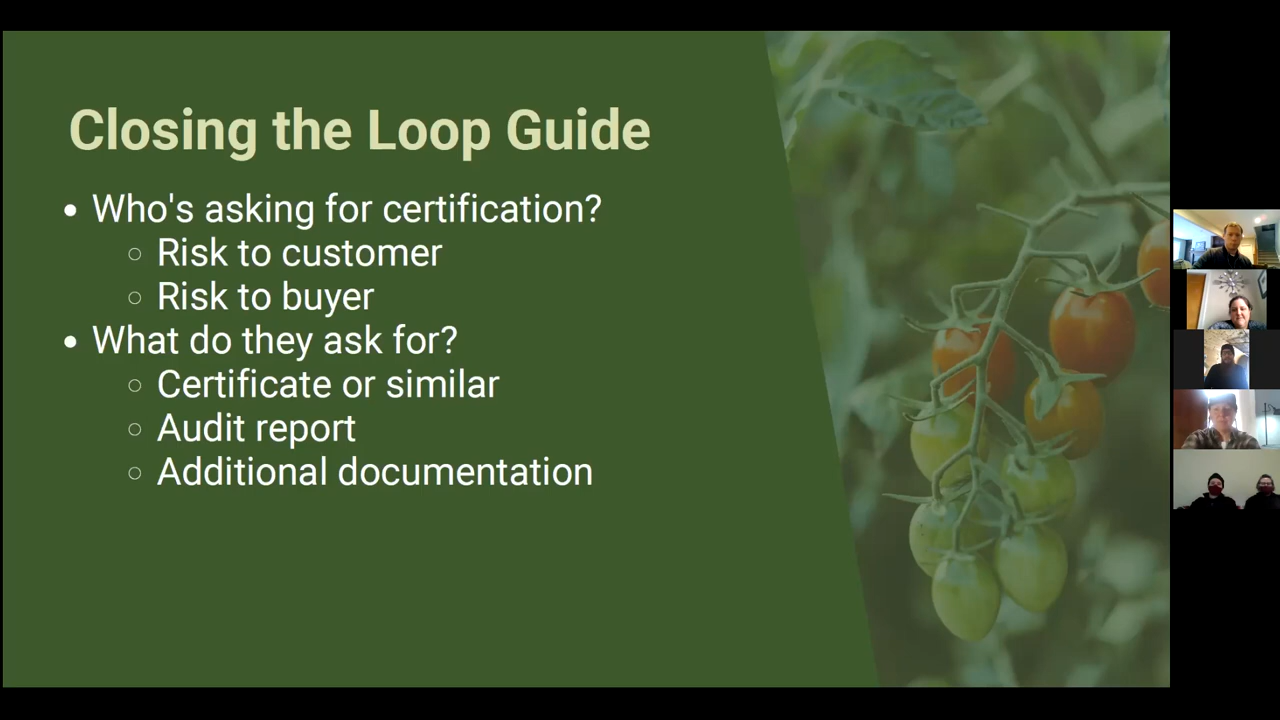 Closing the Loop Guide
• Who's asking for certification?
○ Risk to customer
○ Risk to buyer
• What do they ask for?
○ Certificate or similar
○ Audit report
○ Additional documentation